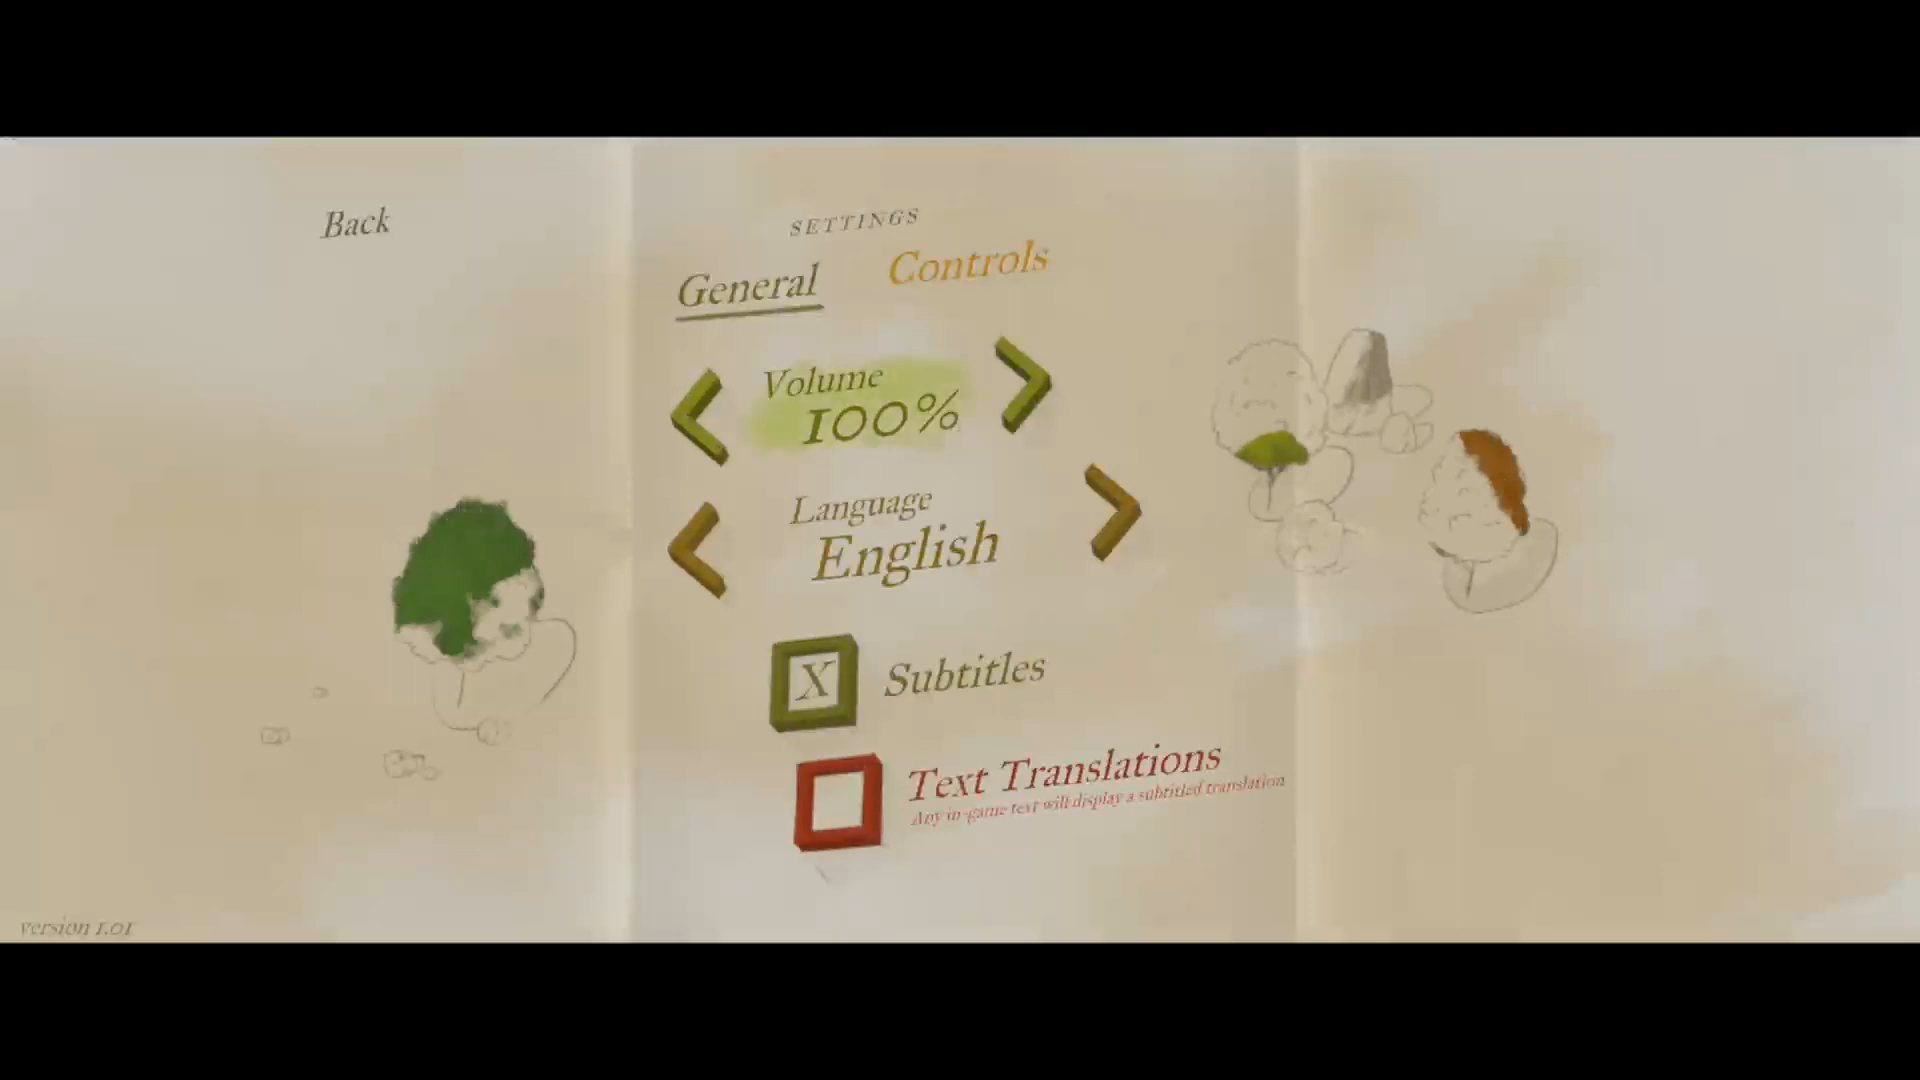 Back
SETTINGS
General
Controls
Volume
100%
Language
English
X Subtitles
Text Translations
Any in-game text will display a subtitled translation
version 1.01